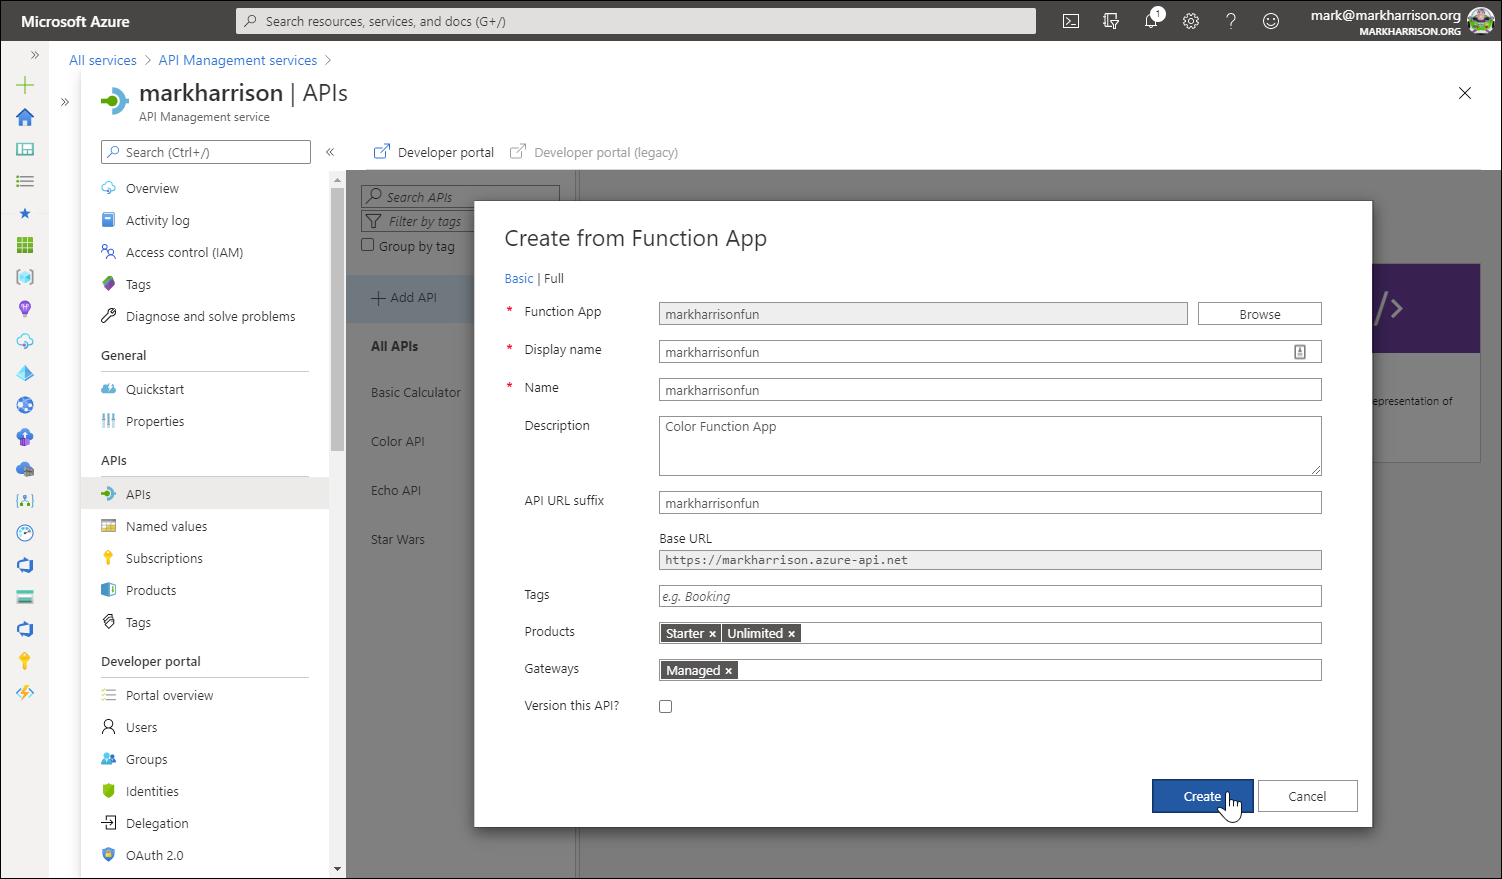 Microsoft Azure
Search resources, services, and docs (G+/)
1
mark@markharrison.org
MARKHARRISON.ORG
All services > API Management services >
markharrison | APIs
API Management service
Search (Ctrl+/)
Developer portal
Developer portal (legacy)
Overview
Activity log
Access control (IAM)
Tags
Diagnose and solve problems
General
Quickstart
Properties
APIs
APIs
Named values
Subscriptions
Products
Tags
Developer portal
Portal overview
Users
Groups
Identities
Delegation
OAuth 2.0
Search APIs
Filter by tags
Group by tag
Add API
All APIs
Basic Calculator
Color API
Echo API
Star Wars
Create from Function App
Basic | Full
* Function App
markharrisonfun
Browse
* Display name
markharrisonfun
* Name
markharrisonfun
Description
Color Function App
API URL suffix
markharrisonfun
Base URL
https://markharrison.azure-api.net
Tags
e.g. Booking
Products
Starter × Unlimited ×
Gateways
Managed ×
Version this API?
Create
Cancel
epresentation of